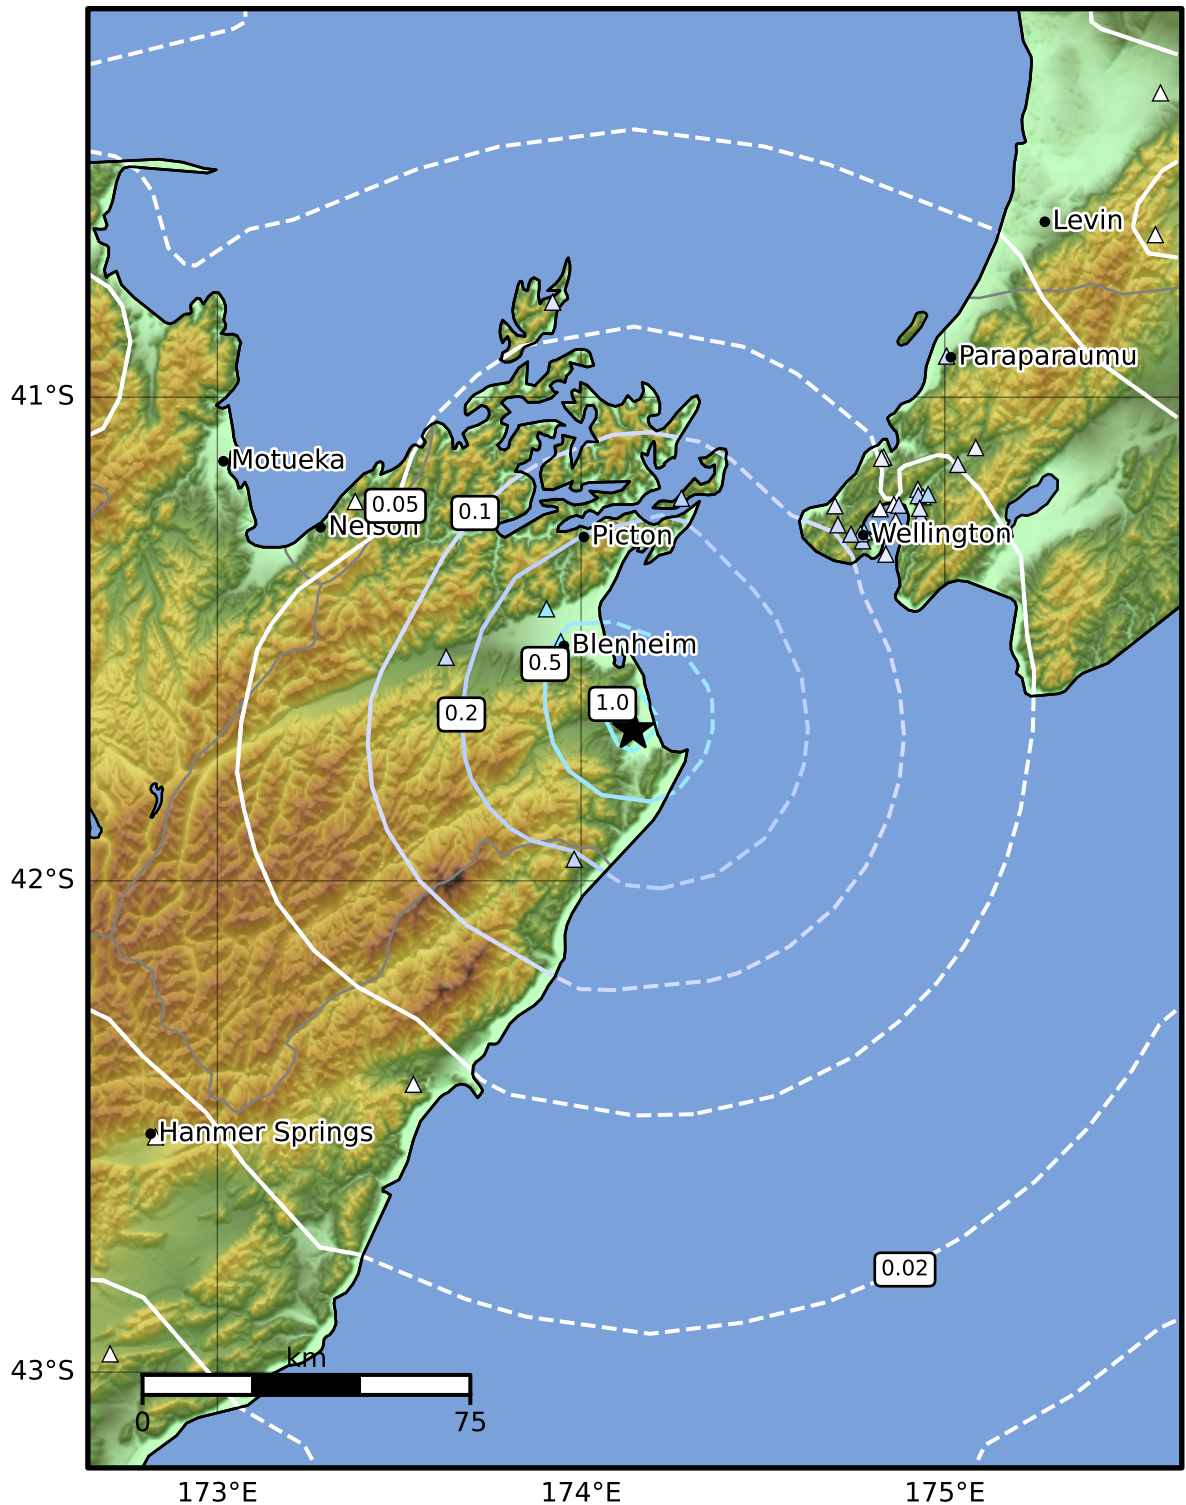 Levin
Paraparaumu
41°S
Motueka
0.05
0.1
Nelson
Picton
Wellington
Blenheim
0.5
1.0
0.2
42°S
Hanmer Springs
0.02
km
43°S
0
75
173°E
174°E
175°E